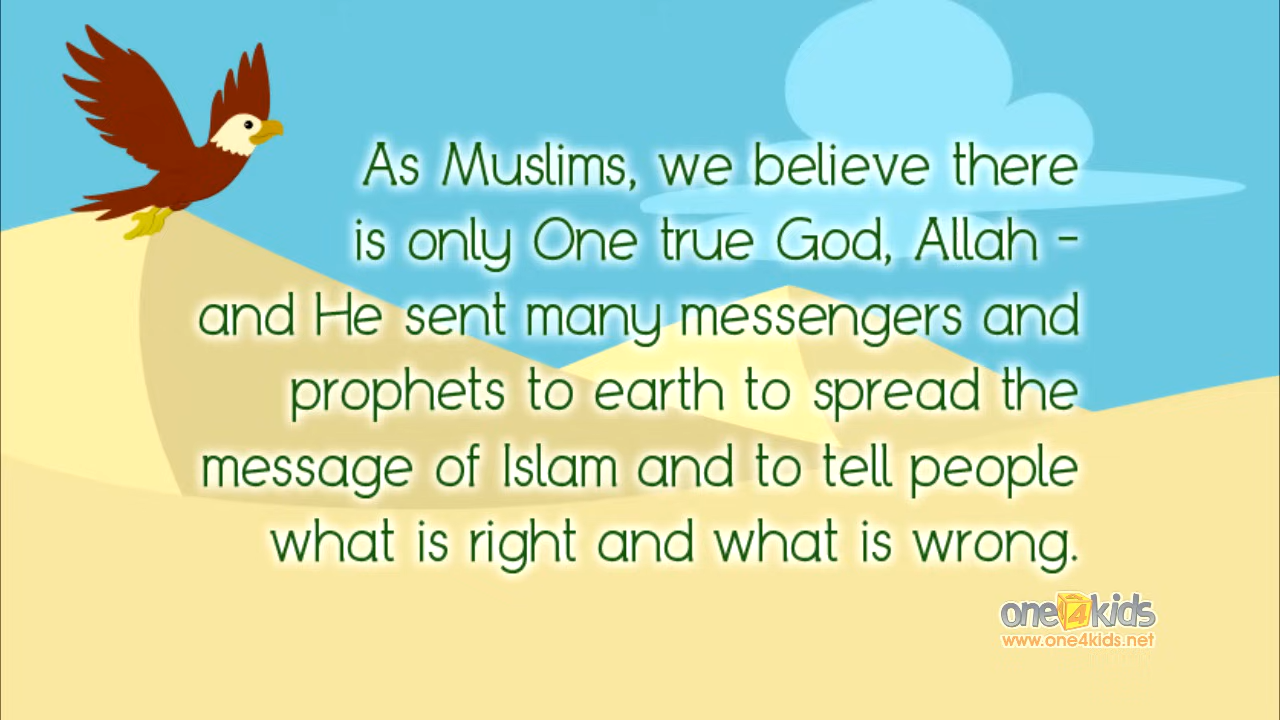 As Muslims, we believe there
is only One true God, Allah -
and He sent many messengers and
prophets to earth to spread the
message of Islam and to tell people
what is right and what is wrong.
one4kids
www.one4kids.net